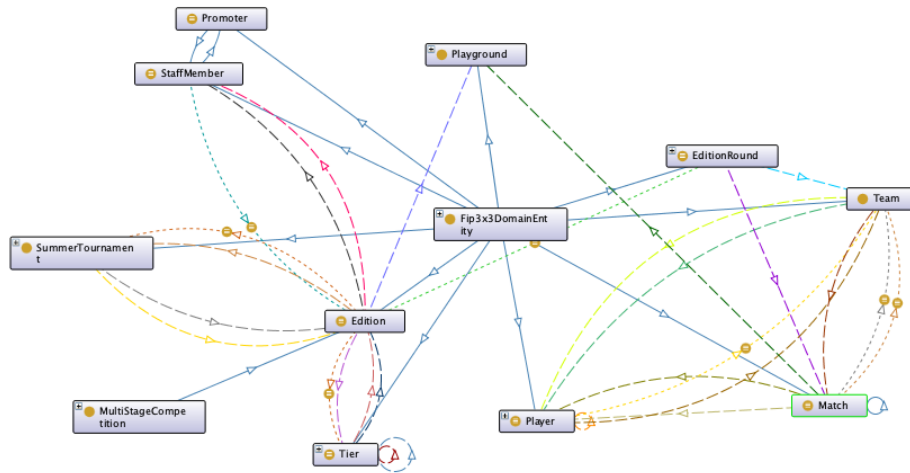 Promoter
Playground
StaffMember
EditionRound
Team
Fip3x3DomainEnt
ity
SummerTournamen
t
Edition
MultiStageCompe
tition
Player
Match
Tier